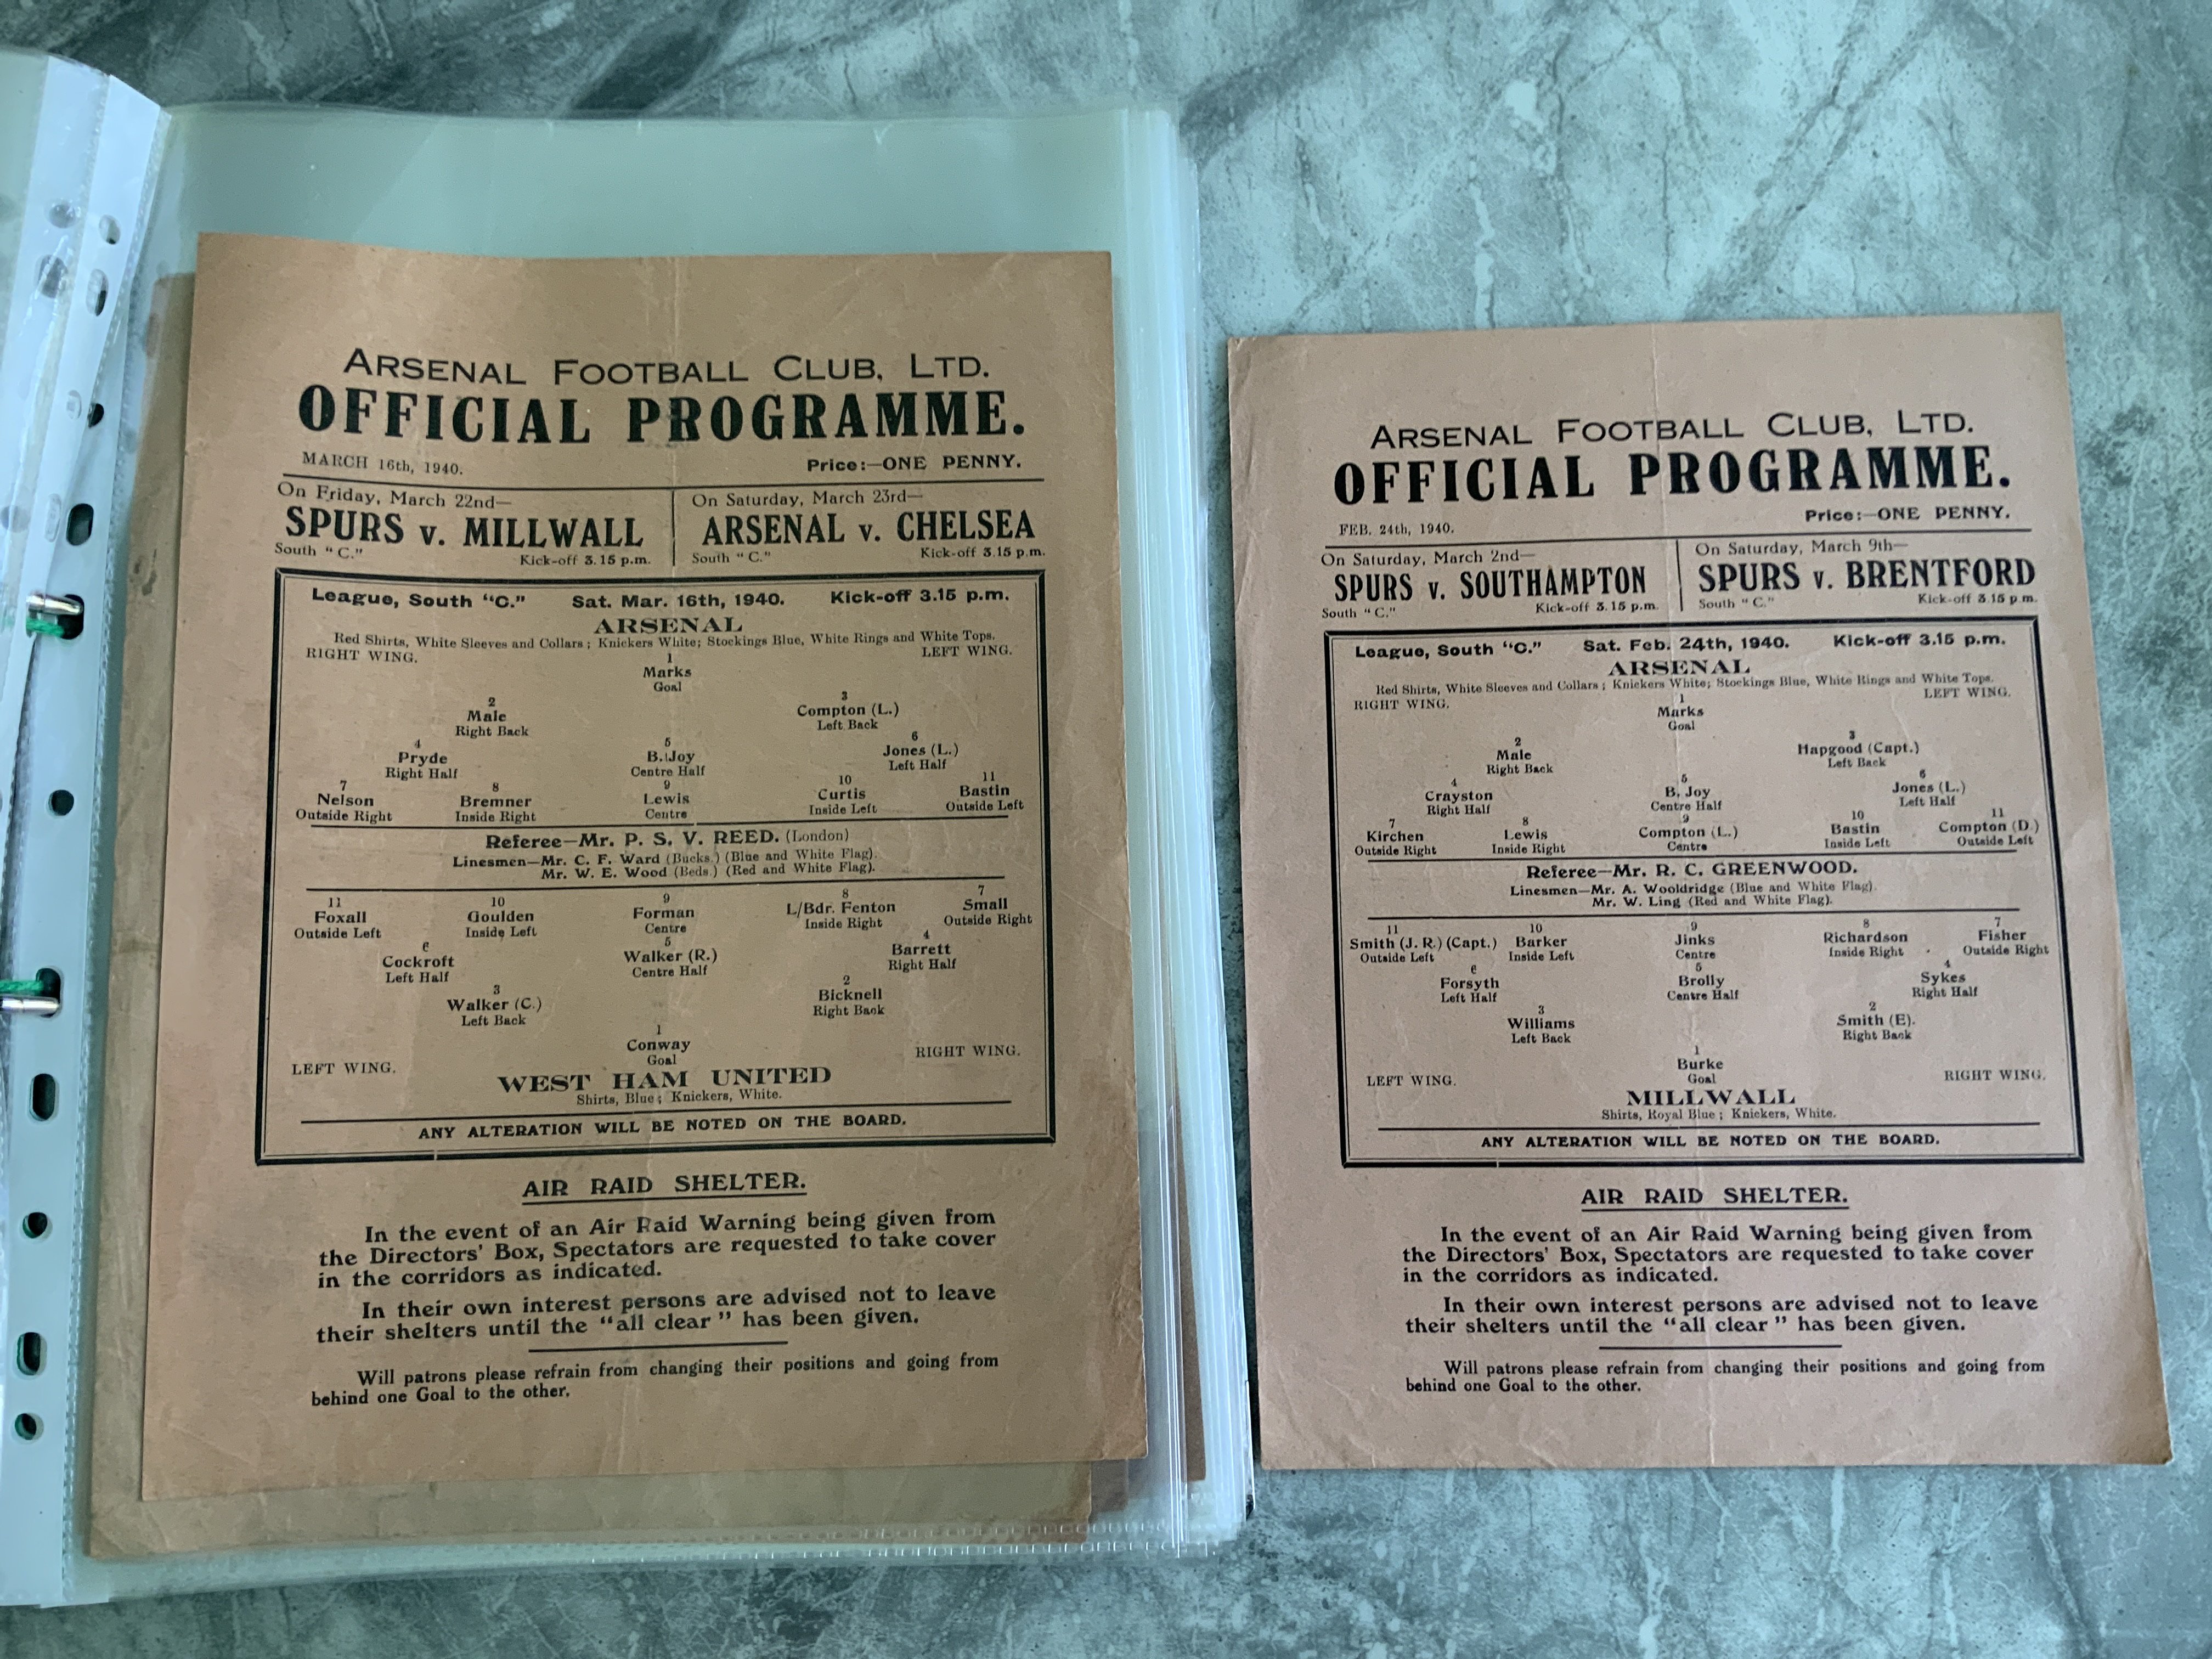 ARSENAL FOOTBALL CLUB, LTD.
OFFICIAL PROGRAMME.
MARCH 16th, 1940. Price:—ONE PENNY.
On Friday, March 22nd— On Saturday, March 23rd—
SPURS v. MILLWALL ARSENAL v. CHELSEA
South "C." Kick-off 3.15 p.m. South "C." Kick-off 3.15 p.m.
League, South "C." Sat. Mar. 16th, 1940. Kick-off 3.15 p.m.
ARSENAL
Red Shirts, White Sleeves and Collars; Knickers White; Stockings Blue, White Rings and White Tops.
RIGHT WING. 1 LEFT WING.
Marks
Goal
2 3
Male Compton (L.)
Right Back Left Back
4 5 6
Pryde B. Joy Jones (L.)
Right Half Centre Half Left Half
7 8 9 10 11
Nelson Bremner Lewis Curtis Bastin
Outside Right Inside Right Centre Inside Left Outside Left
Referee—Mr. P. S. V. REED. (London)
Linesmen—Mr. C. F. Ward (Bucks.) (Blue and White Flag).
Mr. W. E. Wood (Beds.) (Red and White Flag).
11 10 9 8 7
Foxall Goulden Forman L/Bdr. Fenton Small
Outside Left Inside Left Centre Inside Right Outside Right
6 5 4
Cockroft Walker (R.) Barrett
Left Half Centre Half Right Half
3 2
Walker (C.) Bicknell
Left Back Right Back
1
Conway
Goal
LEFT WING. RIGHT WING.
WEST HAM UNITED
Shirts, Blue; Knickers, White.
ANY ALTERATION WILL BE NOTED ON THE BOARD.
AIR RAID SHELTER.
In the event of an Air Raid Warning being given from
the Directors' Box, Spectators are requested to take cover
in the corridors as indicated.
In their own interest persons are advised not to leave
their shelters until the "all clear" has been given.
Will patrons please refrain from changing their positions and going from
behind one Goal to the other.
ARSENAL FOOTBALL CLUB, LTD.
OFFICIAL PROGRAMME.
FEB. 24th, 1940. Price:—ONE PENNY.
On Saturday, March 2nd— On Saturday, March 9th—
SPURS v. SOUTHAMPTON SPURS v. BRENTFORD
South "C." Kick-off 3.15 p.m. South "C." Kick-off 3.15 p.m.
League, South "C." Sat. Feb. 24th, 1940. Kick-off 3.15 p.m.
ARSENAL
Red Shirts, White Sleeves and Collars; Knickers White; Stockings Blue, White Rings and White Tops.
RIGHT WING. 1 LEFT WING.
Marks
Goal
2 3
Male Hapgood (Capt.)
Right Back Left Back
4 5 6
Crayston B. Joy Jones (L.)
Right Half Centre Half Left Half
7 8 9 10 11
Kirchen Lewis Compton (L.) Bastin Compton (D.)
Outside Right Inside Right Centre Inside Left Outside Left
Referee—Mr. R. C. GREENWOOD.
Linesmen—Mr. A. Wooldridge (Blue and White Flag).
Mr. W. Ling (Red and White Flag).
11 10 9 8 7
Smith (J. R.) (Capt.) Barker Jinks Richardson Fisher
Outside Left Inside Left Centre Inside Right Outside Right
6 5 4
Forsyth Brolly Sykes
Left Half Centre Half Right Half
3 2
Williams Smith (E).
Left Back Right Back
1
Burke
Goal
LEFT WING. RIGHT WING.
MILLWALL
Shirts, Royal Blue; Knickers, White.
ANY ALTERATION WILL BE NOTED ON THE BOARD.
AIR RAID SHELTER.
In the event of an Air Raid Warning being given from
the Directors' Box, Spectators are requested to take cover
in the corridors as indicated.
In their own interest persons are advised not to leave
their shelters until the "all clear" has been given.
Will patrons please refrain from changing their positions and going from
behind one Goal to the other.